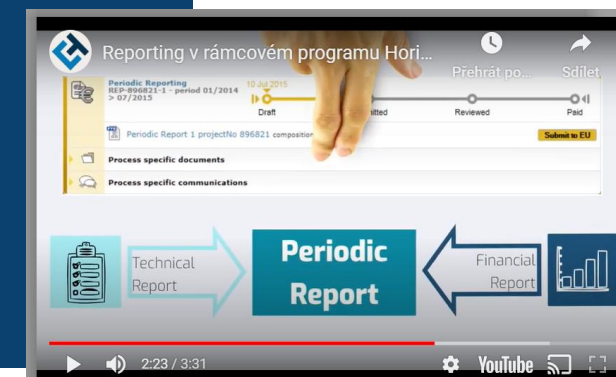 Reporting v rámcovém programu Hori...
Přehrát po...
Sdílet
Periodic Reporting
REP-896821-1 - period 01/2014
> 07/2015
10 Jul 2015
Draft
Reviewed
Paid
Periodic Report 1 projectNo 896821 composition
Submit to EU
Process specific documents
Process specific communications
Technical
Report
Periodic
Report
Financial
Report
2:23 / 3:31
YouTube